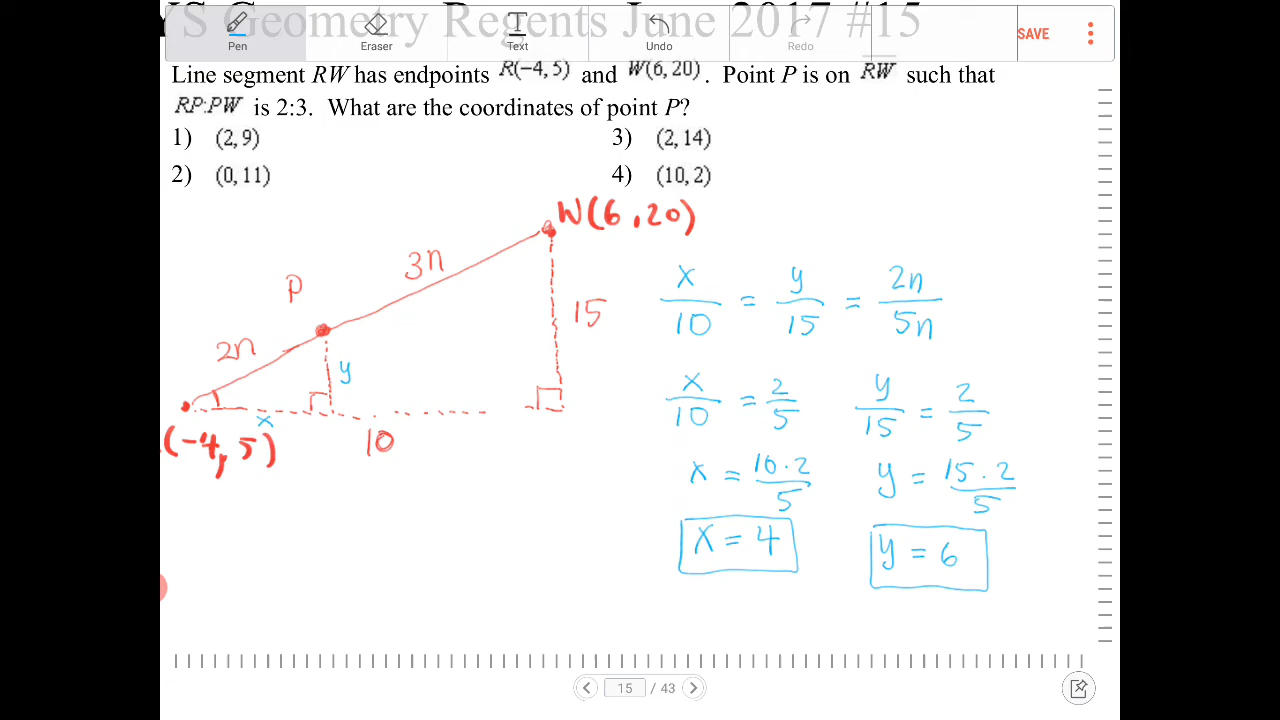 YS Geometry Regents June 2017 #15
Pen Eraser Text Undo Redo SAVE
Line segment RW has endpoints R(−4, 5) and W(6, 20). Point P is on RW such that
RP:PW is 2:3. What are the coordinates of point P?
1) (2, 9) 3) (2, 14)
2) (0, 11) 4) (10, 2)
W(6, 20)
3n
P
x/10 = y/15 = 2n/5n
15
2n
y
x/10 = 2/5 y/15 = 2/5
x
(−4, 5)
10
x = 10·2/5 y = 15·2/5
x = 4 y = 6
15 / 43